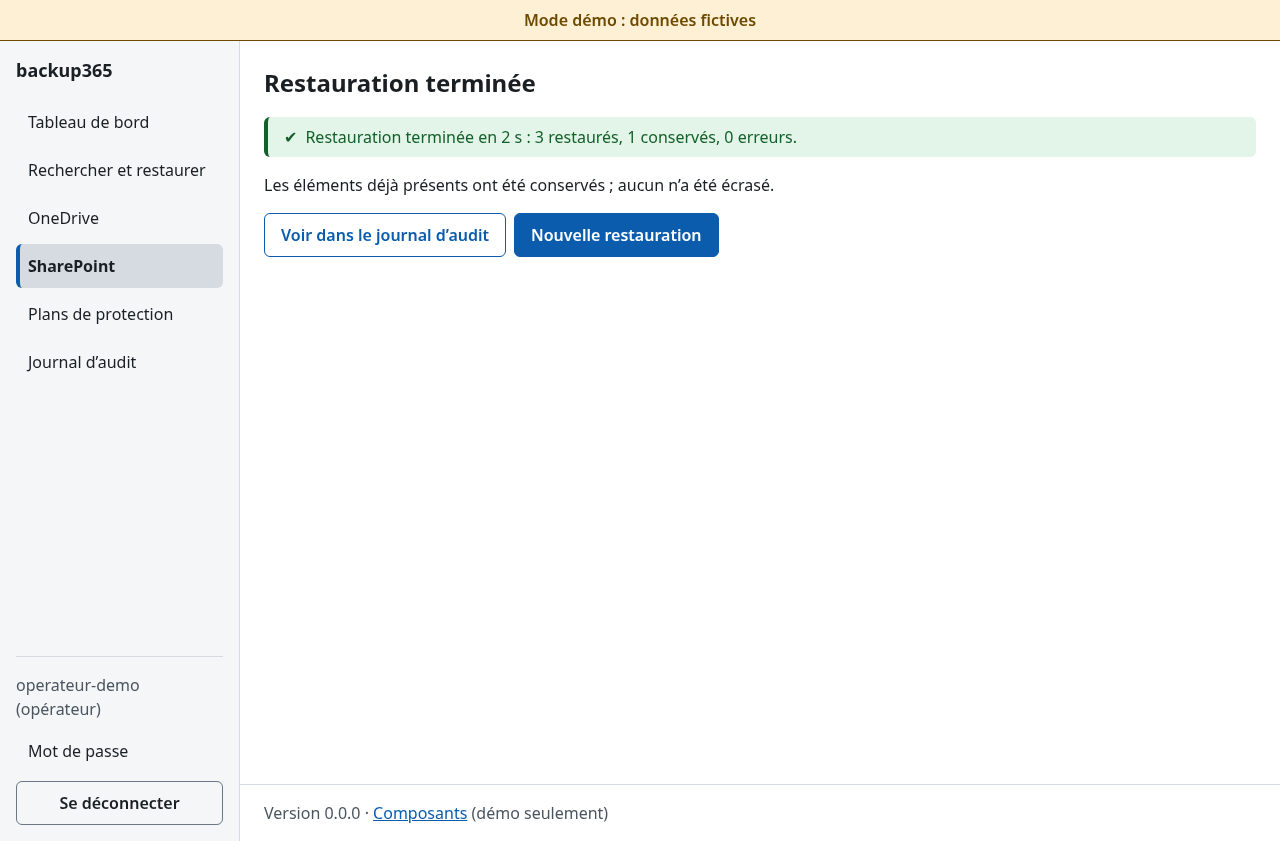 Mode démo : données fictives
backup365
Tableau de bord
Rechercher et restaurer
OneDrive
SharePoint
Plans de protection
Journal d’audit
operateur-demo
(opérateur)
Mot de passe
Se déconnecter
Restauration terminée
✔ Restauration terminée en 2 s : 3 restaurés, 1 conservés, 0 erreurs.
Les éléments déjà présents ont été conservés ; aucun n’a été écrasé.
Voir dans le journal d’audit
Nouvelle restauration
Version 0.0.0 · Composants (démo seulement)